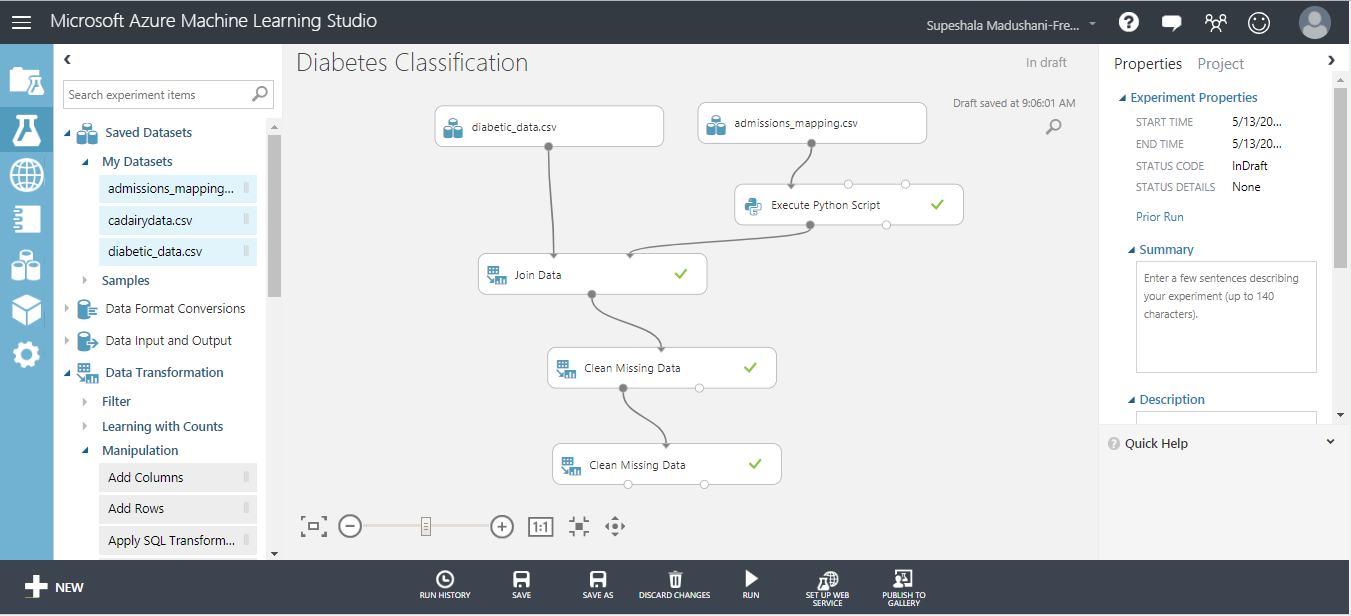 Microsoft Azure Machine Learning Studio
Supeshala Madushani-Fre...
Search experiment items
Saved Datasets
My Datasets
admissions_mapping...
cadairydata.csv
diabetic_data.csv
Samples
Data Format Conversions
Data Input and Output
Data Transformation
Filter
Learning with Counts
Manipulation
Add Columns
Add Rows
Apply SQL Transform...
Diabetes Classification
In draft
Draft saved at 9:06:01 AM
diabetic_data.csv
admissions_mapping.csv
Execute Python Script
Join Data
Clean Missing Data
Clean Missing Data
1:1
Properties Project
Experiment Properties
START TIME 5/13/20...
END TIME 5/13/20...
STATUS CODE InDraft
STATUS DETAILS None
Prior Run
Summary
Enter a few sentences describing
your experiment (up to 140
characters).
Description
Quick Help
NEW
RUN HISTORY
SAVE
SAVE AS
DISCARD CHANGES
RUN
SET UP WEB
SERVICE
PUBLISH TO
GALLERY